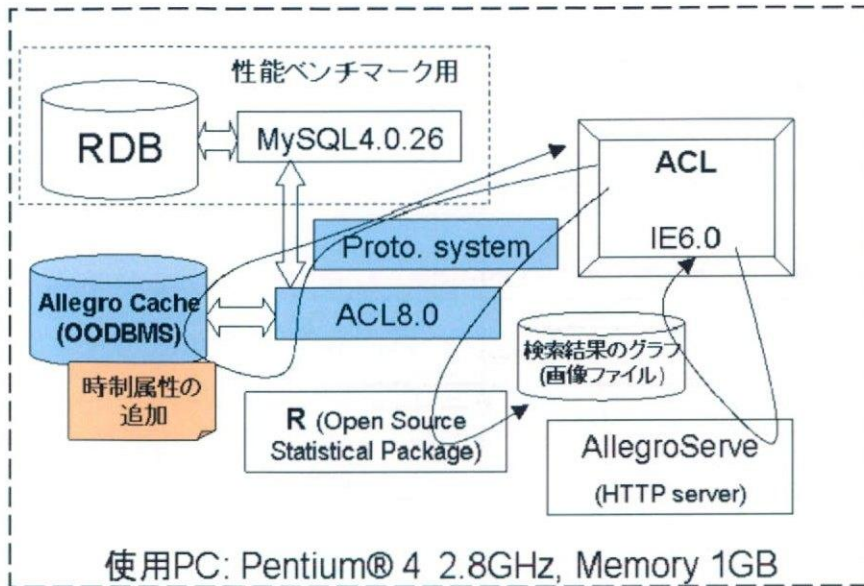 性能ベンチマーク用
RDB
MySQL4.0.26
ACL
IE6.0
Proto. system
Allegro Cache
(OODBMS)
ACL8.0
時制属性の
追加
検索結果のグラフ
(画像ファイル)
R (Open Source
Statistical Package)
AllegroServe
(HTTP server)
使用PC: Pentium® 4 2.8GHz, Memory 1GB